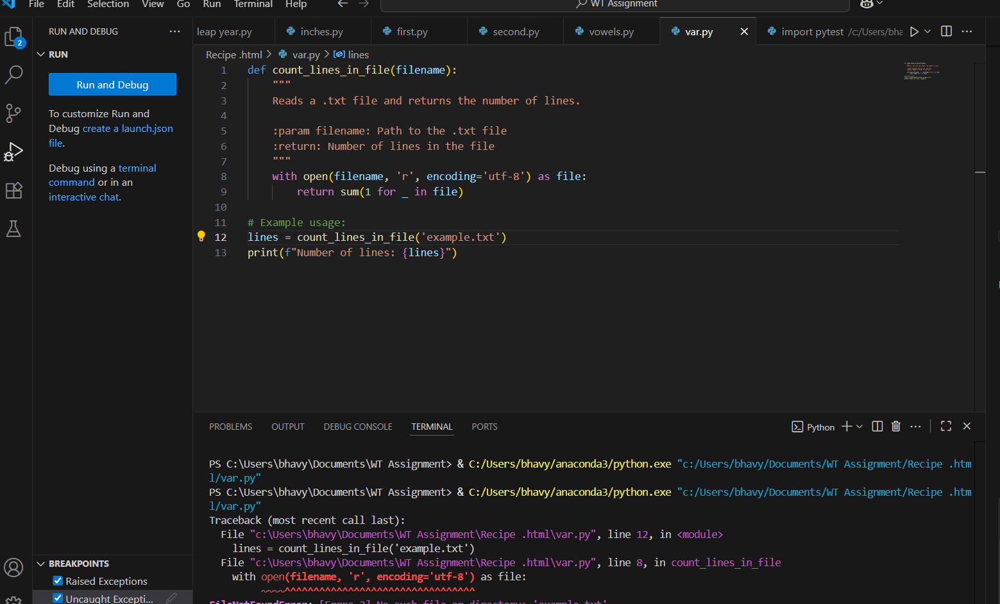 File Edit Selection View Go Run Terminal Help
WT Assignment
RUN AND DEBUG
leap year.py
inches.py
first.py
second.py
vowels.py
var.py
import pytest /c:/Users/bha
RUN
Run and Debug
To customize Run and
Debug create a launch.json
file.
Debug using a terminal
command or in an
interactive chat.
Recipe .html > var.py > lines
1 def count_lines_in_file(filename):
2 """
3 Reads a .txt file and returns the number of lines.
4
5 :param filename: Path to the .txt file
6 :return: Number of lines in the file
7 """
8 with open(filename, 'r', encoding='utf-8') as file:
9 return sum(1 for _ in file)
10
11 # Example usage:
12 lines = count_lines_in_file('example.txt')
13 print(f"Number of lines: {lines}")
PROBLEMS OUTPUT DEBUG CONSOLE TERMINAL PORTS
Python
PS C:\Users\bhavy\Documents\WT Assignment> & C:/Users/bhavy/anaconda3/python.exe "c:/Users/bhavy/Documents/WT Assignment/Recipe .htm
l/var.py"
PS C:\Users\bhavy\Documents\WT Assignment> & C:/Users/bhavy/anaconda3/python.exe "c:/Users/bhavy/Documents/WT Assignment/Recipe .htm
l/var.py"
Traceback (most recent call last):
File "c:\Users\bhavy\Documents\WT Assignment\Recipe .html\var.py", line 12, in <module>
lines = count_lines_in_file('example.txt')
File "c:\Users\bhavy\Documents\WT Assignment\Recipe .html\var.py", line 8, in count_lines_in_file
with open(filename, 'r', encoding='utf-8') as file:
~~~~^^^^^^^^^^^^^^^^^^^^^^^^^^^^^^^
FileNotFoundError: [Errno 2] No such file or directory: 'example.txt'
2
BREAKPOINTS
Raised Exceptions
Uncaught Excepti...